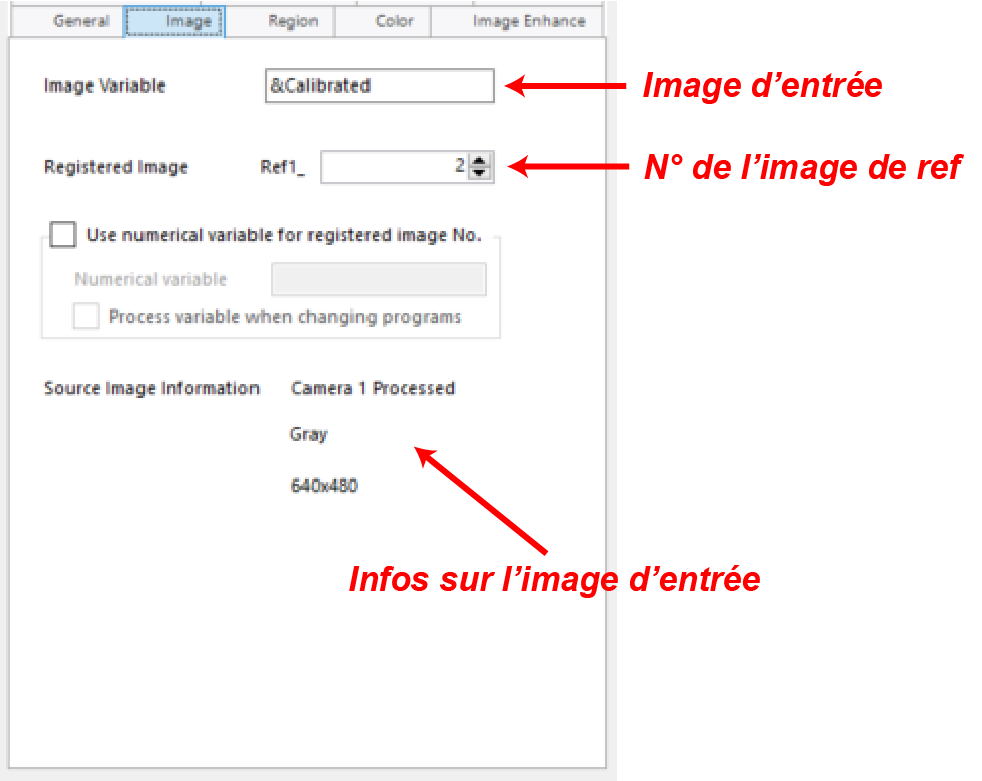 General Image Region Color Image Enhance
Image Variable &Calibrated Image d’entrée
Registered Image Ref1_ 2 N° de l’image de ref
Use numerical variable for registered image No.
Numerical variable
Process variable when changing programs
Source Image Information Camera 1 Processed
Gray
640x480
Infos sur l’image d’entrée